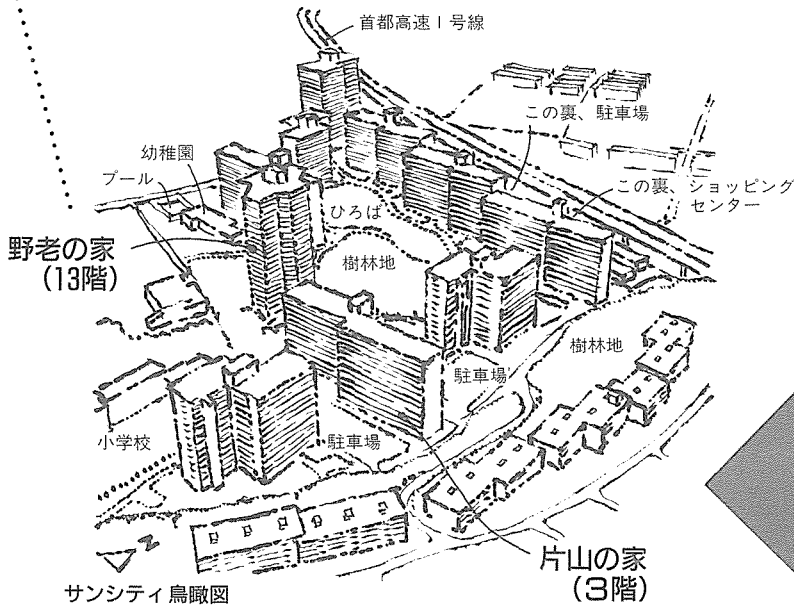 首都高速1号線
この裏、駐車場
幼稚園
プール
この裏、ショッピング
センター
ひろば
野老の家
(13階)
樹林地
樹林地
駐車場
小学校
駐車場
N
片山の家
(3階)
サンシティ鳥瞰図